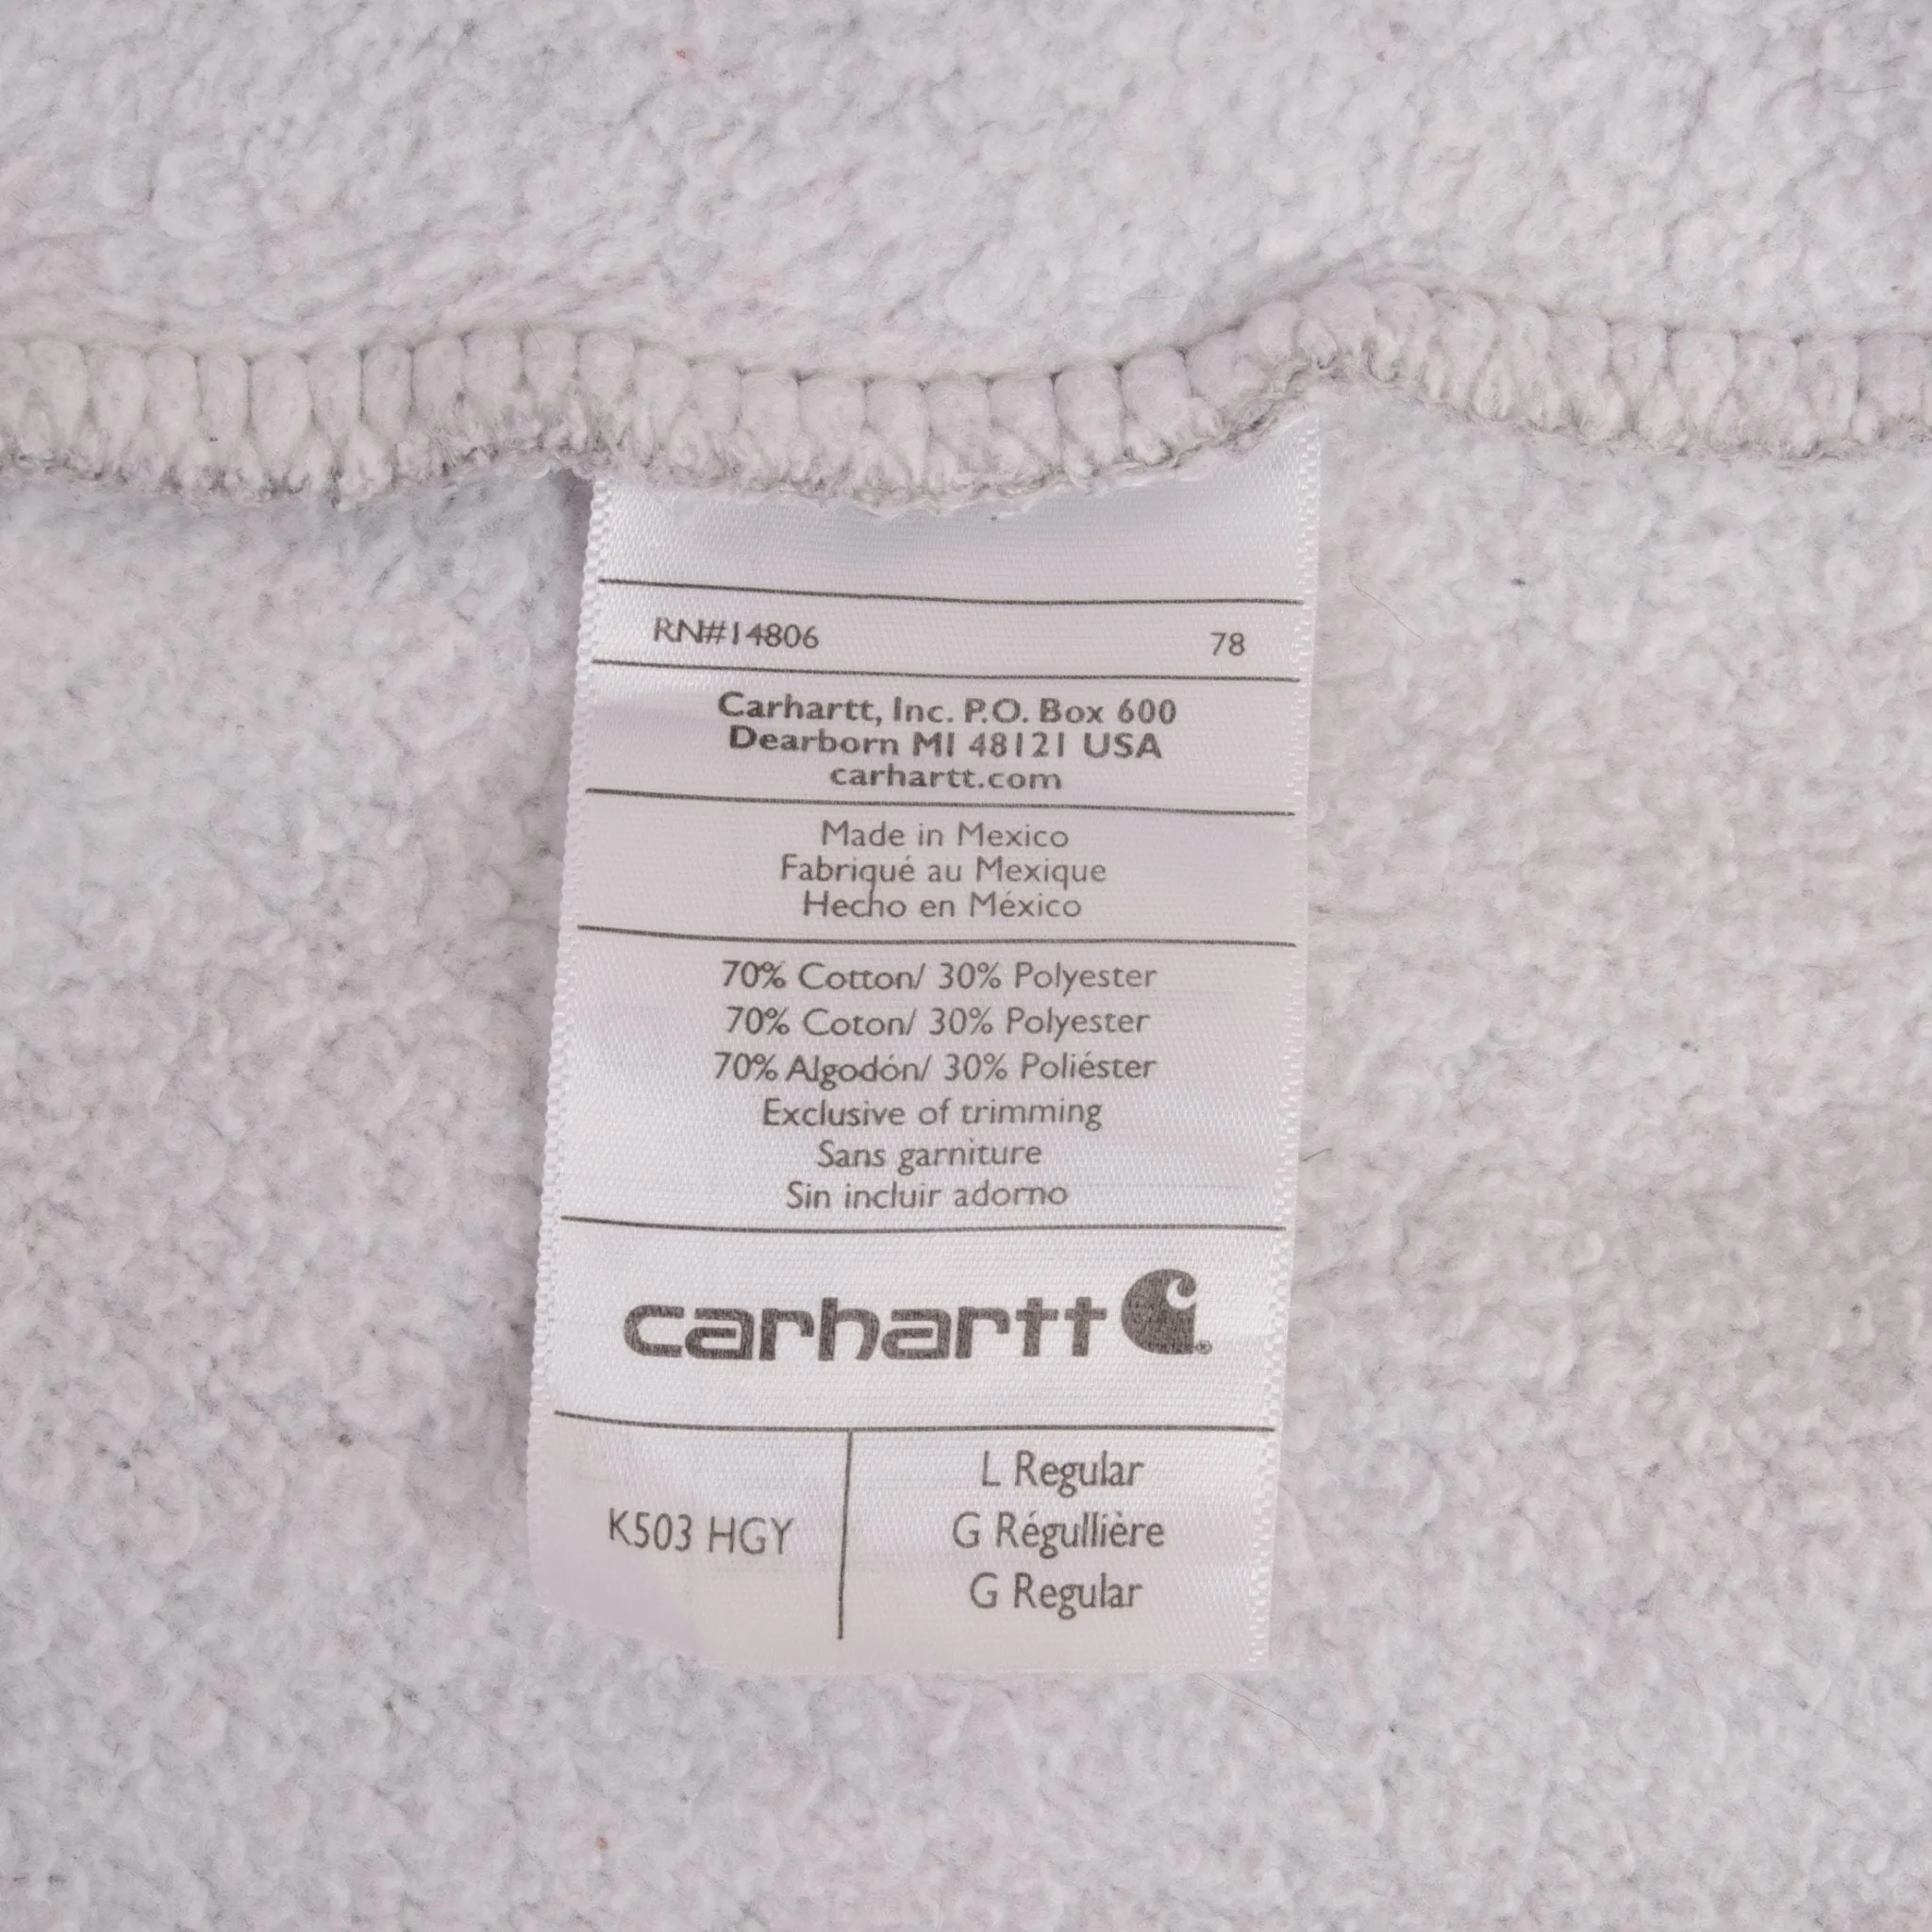 RN#14806 78
Carhartt, Inc. P.O. Box 600
Dearborn MI 48121 USA
carhartt.com
Made in Mexico
Fabriqué au Mexique
Hecho en México
70% Cotton/ 30% Polyester
70% Coton/ 30% Polyester
70% Algodón/ 30% Poliéster
Exclusive of trimming
Sans garniture
Sin incluir adorno
carhartt
L Regular
K503 HGY
G Régullière
G Regular